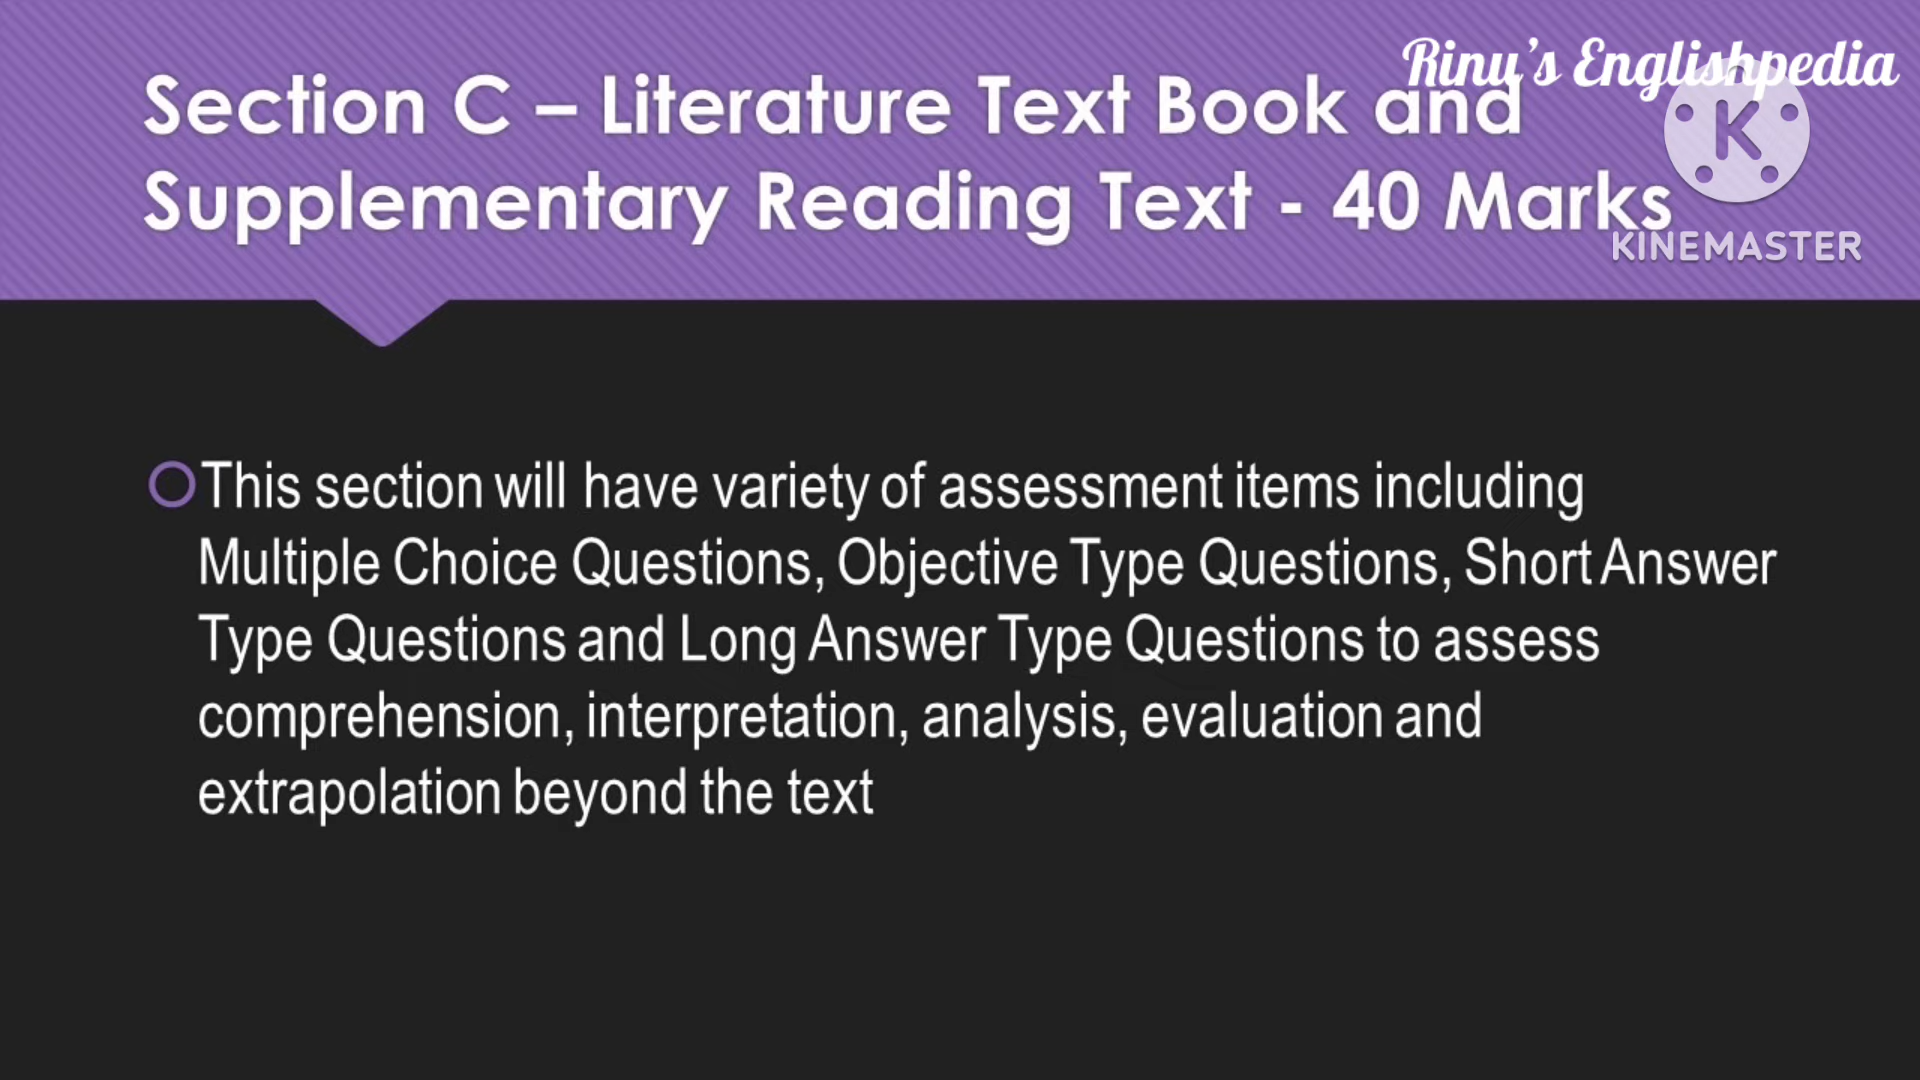 Rinu's Englishpedia
Section C – Literature Text Book and
Supplementary Reading Text - 40 Marks
K
KINEMASTER
This section will have variety of assessment items including
Multiple Choice Questions, Objective Type Questions, Short Answer
Type Questions and Long Answer Type Questions to assess
comprehension, interpretation, analysis, evaluation and
extrapolation beyond the text